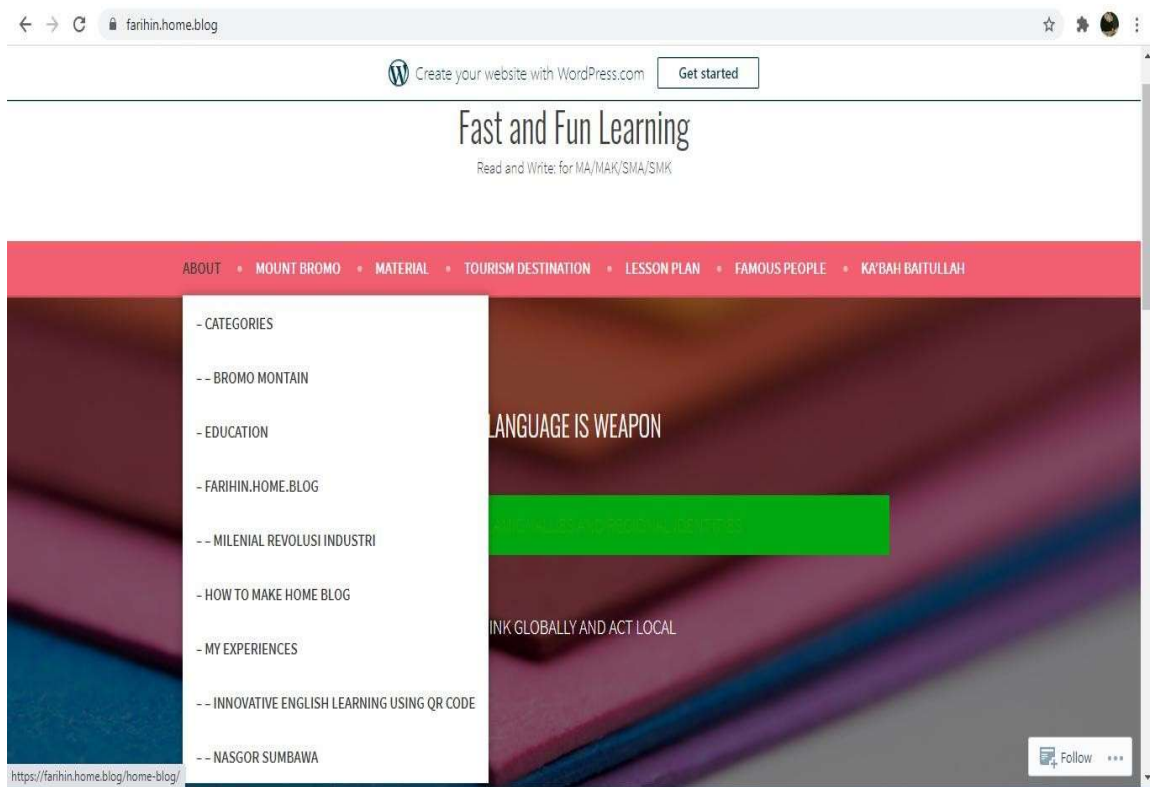 farihin.home.blog
Create your website with WordPress.com Get started
Fast and Fun Learning
Read and Write: for MA/MAK/SMA/SMK
ABOUT • MOUNT BROMO • MATERIAL • TOURISM DESTINATION • LESSON PLAN • FAMOUS PEOPLE • KA'BAH BAITULLAH
- CATEGORIES
- - BROMO MONTAIN
- EDUCATION
LANGUAGE IS WEAPON
- FARIHIN.HOME.BLOG
- - MILENIAL REVOLUSI INDUSTRI
- HOW TO MAKE HOME BLOG
INK GLOBALLY AND ACT LOCAL
- MY EXPERIENCES
- - INNOVATIVE ENGLISH LEARNING USING QR CODE
- - NASGOR SUMBAWA
Follow
https://farihin.home.blog/home-blog/